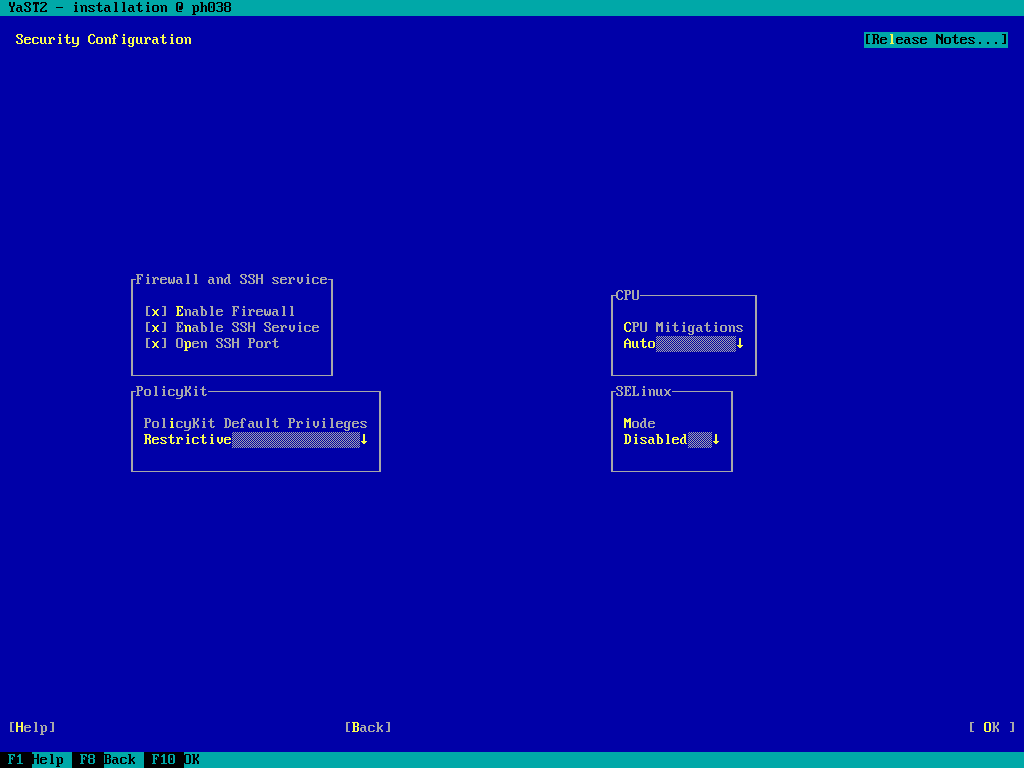 YaST2 - installation @ ph038
Security Configuration
[Release Notes...]
Firewall and SSH service
[x] Enable Firewall
[x] Enable SSH Service
[x] Open SSH Port
CPU
CPU Mitigations
Auto↓
PolicyKit
PolicyKit Default Privileges
Restrictive↓
SELinux
Mode
Disabled↓
[Help] [Back] [ OK ]
F1 Help F8 Back F10 OK